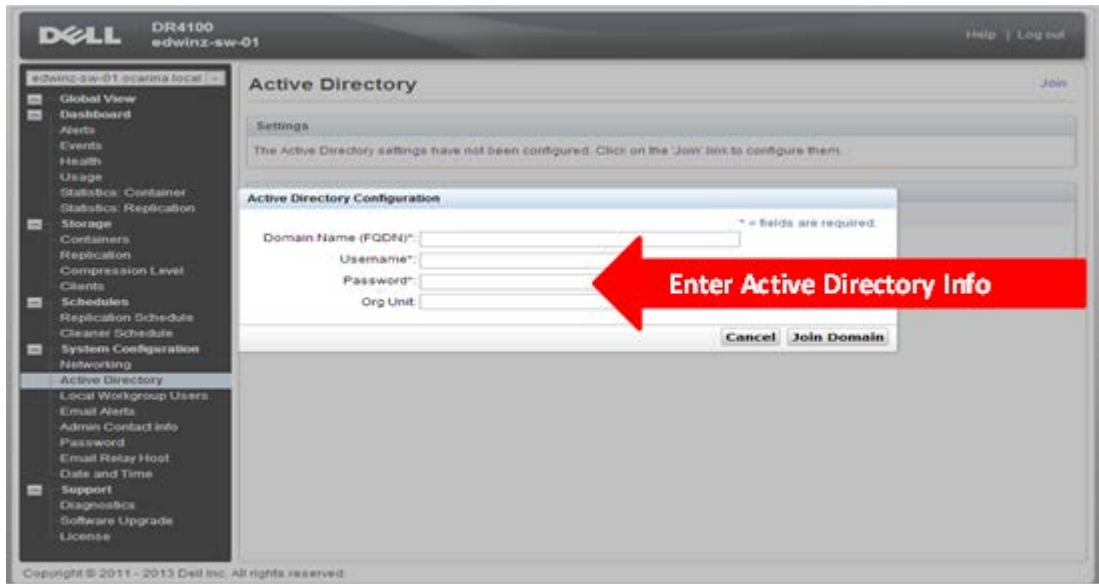 DELL
DR4100
edwinz-sw-01
Help | Log out
edwinz-sw-01.ocarina.local
Global View
Dashboard
Alerts
Events
Health
Usage
Statistics: Container
Statistics: Replication
Storage
Containers
Replication
Compression Level
Clients
Schedules
Replication Schedule
Cleaner Schedule
System Configuration
Networking
Active Directory
Local Workgroup Users
Email Alerts
Admin Contact Info
Password
Email Relay Host
Date and Time
Support
Diagnostics
Software Upgrade
License
Active Directory
Join
Settings
The Active Directory settings have not been configured. Click on the 'Join' link to configure them.
Active Directory Configuration
* = fields are required.
Domain Name (FQDN)*:
Username*:
Password*:
Org Unit:
Enter Active Directory Info
Cancel Join Domain
Copyright © 2011 - 2013 Dell Inc. All rights reserved.